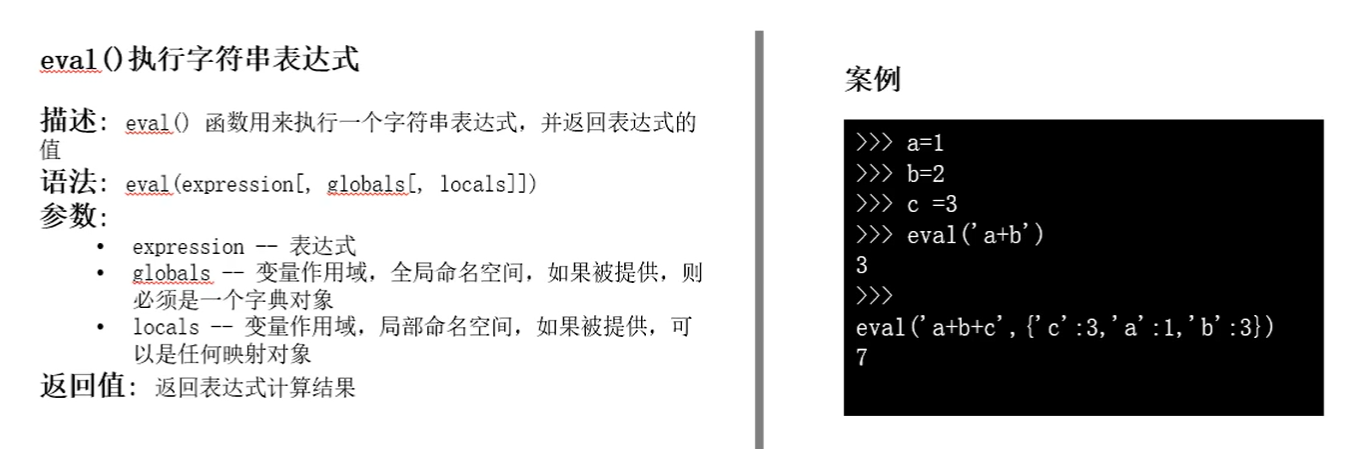 eval()执行字符串表达式
描述: eval() 函数用来执行一个字符串表达式，并返回表达式的
值
语法: eval(expression[, globals[, locals]])
参数:
• expression -- 表达式
• globals -- 变量作用域，全局命名空间，如果被提供，则
必须是一个字典对象
• locals -- 变量作用域，局部命名空间，如果被提供，可
以是任何映射对象
返回值: 返回表达式计算结果
案例
>>> a=1
>>> b=2
>>> c =3
>>> eval('a+b')
3
>>>
eval('a+b+c',{'c':3,'a':1,'b':3})
7